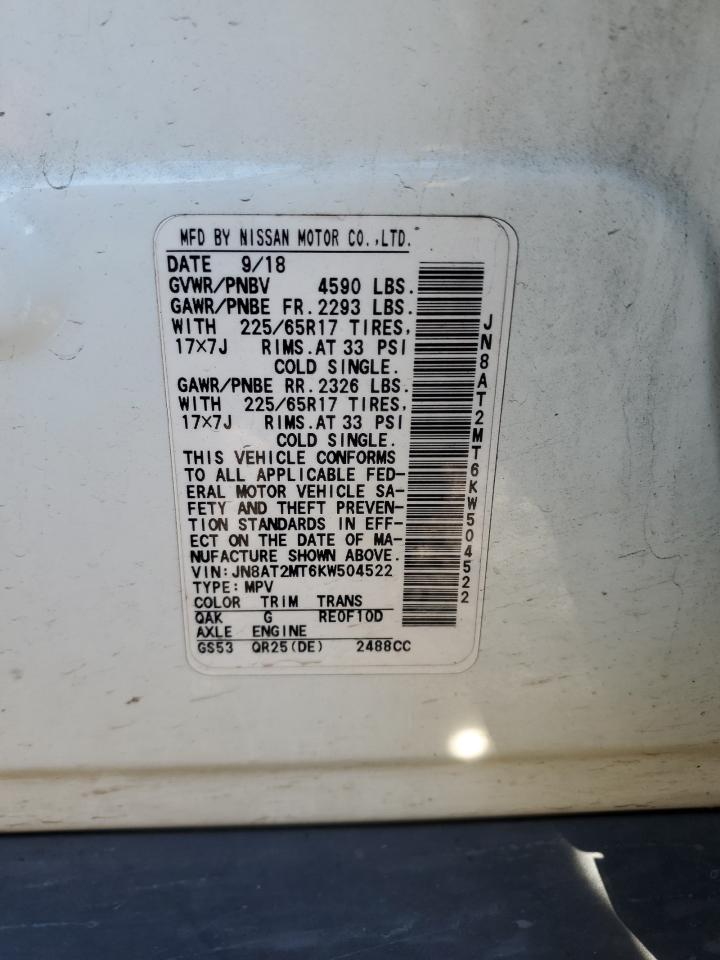 MFD BY NISSAN MOTOR CO.,LTD.
DATE 9/18
GVWR/PNBV 4590 LBS.
GAWR/PNBE FR.2293 LBS.
WITH 225/65R17 TIRES,
17×7J RIMS.AT 33 PSI
COLD SINGLE.
GAWR/PNBE RR.2326 LBS.
WITH 225/65R17 TIRES,
17×7J RIMS.AT 33 PSI
COLD SINGLE.
THIS VEHICLE CONFORMS
TO ALL APPLICABLE FED-
ERAL MOTOR VEHICLE SA-
FETY AND THEFT PREVEN-
TION STANDARDS IN EFF-
ECT ON THE DATE OF MA-
NUFACTURE SHOWN ABOVE.
VIN:JN8AT2MT6KW504522
TYPE:MPV
COLOR TRIM TRANS
QAK G RE0F10D
AXLE ENGINE
GS53 QR25(DE) 2488CC
JN8AT2MT6KW504522